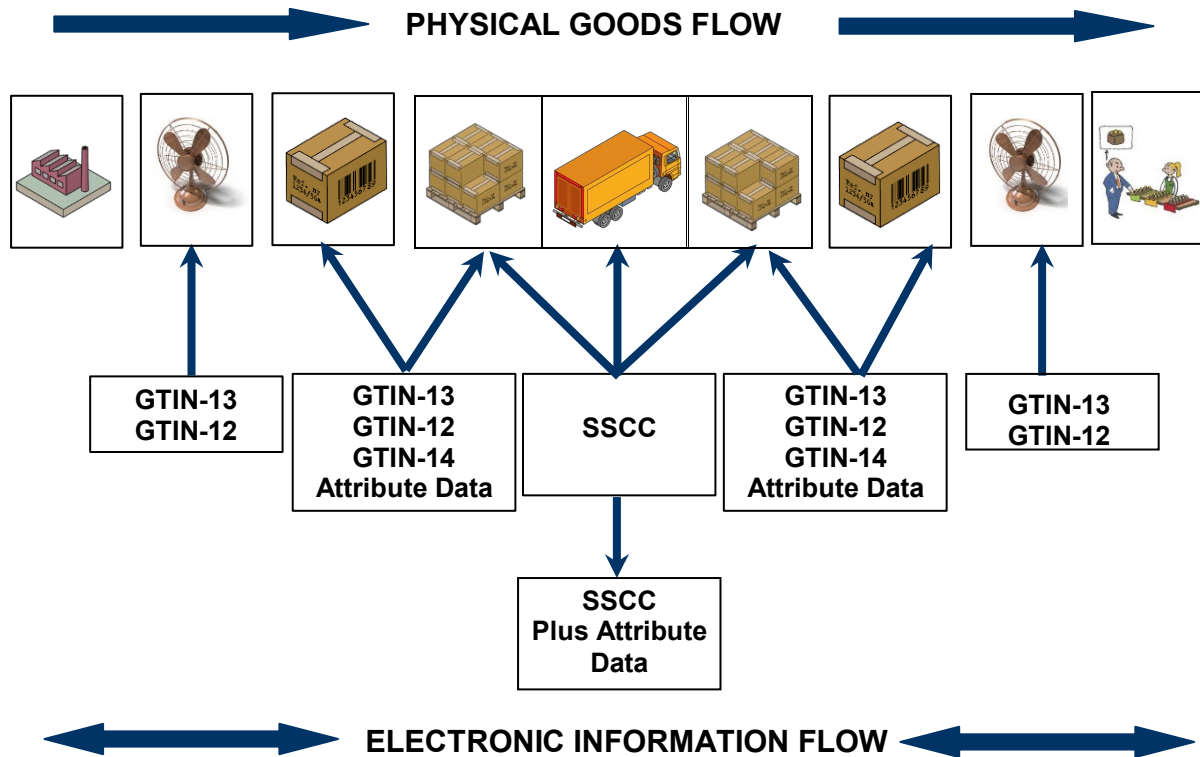 PHYSICAL GOODS FLOW
GTIN-13
GTIN-12
GTIN-13
GTIN-12
GTIN-14
Attribute Data
SSCC
GTIN-13
GTIN-12
GTIN-14
Attribute Data
GTIN-13
GTIN-12
SSCC
Plus Attribute
Data
ELECTRONIC INFORMATION FLOW